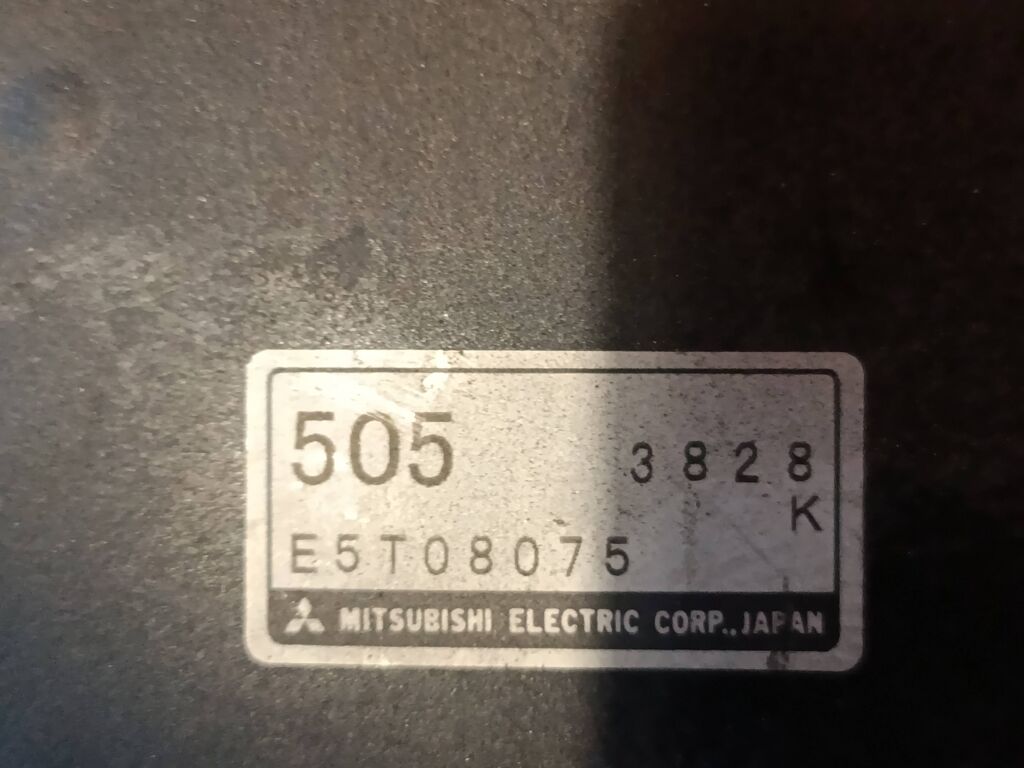 505 3828
K
E5T08075
MITSUBISHI ELECTRIC CORP., JAPAN